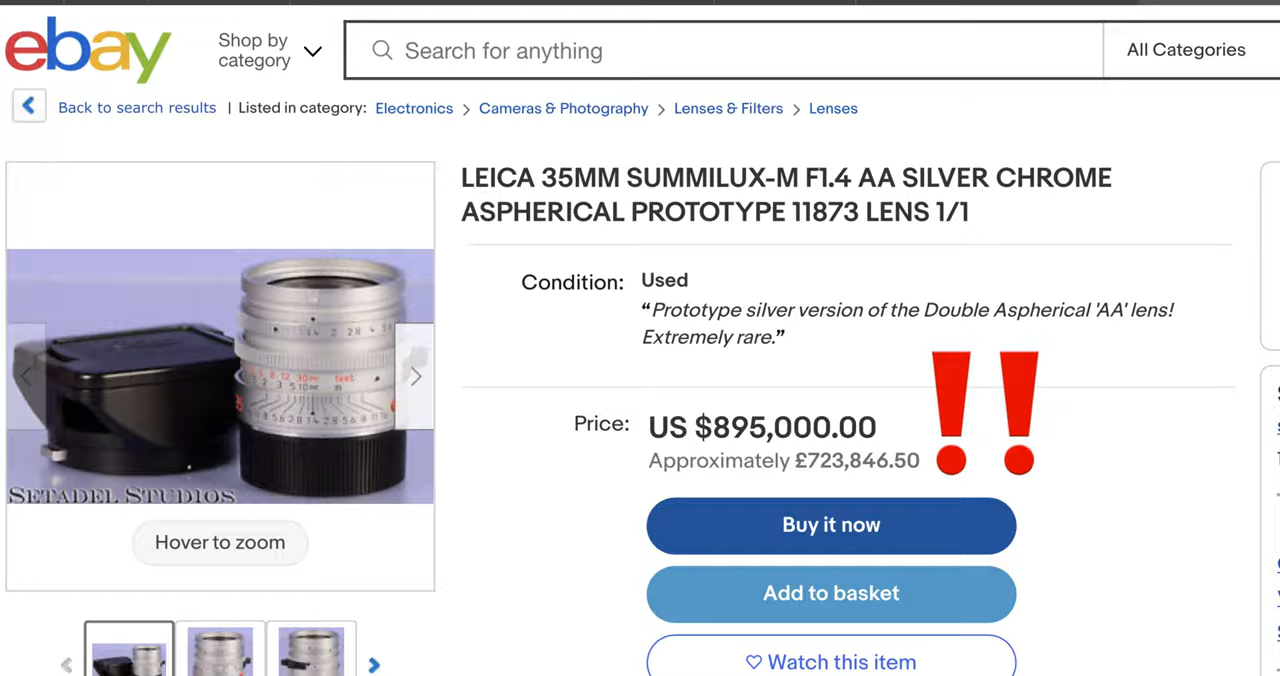 ebay
Shop by
category
Search for anything
All Categories
Back to search results | Listed in category: Electronics > Cameras & Photography > Lenses & Filters > Lenses
LEICA 35MM SUMMILUX-M F1.4 AA SILVER CHROME
ASPHERICAL PROTOTYPE 11873 LENS 1/1
Condition: Used
“Prototype silver version of the Double Aspherical 'AA' lens!
Extremely rare.”
Price: US $895,000.00
Approximately £723,846.50
!!
Buy it now
Add to basket
Watch this item
SETADEL STUDIOS
Hover to zoom